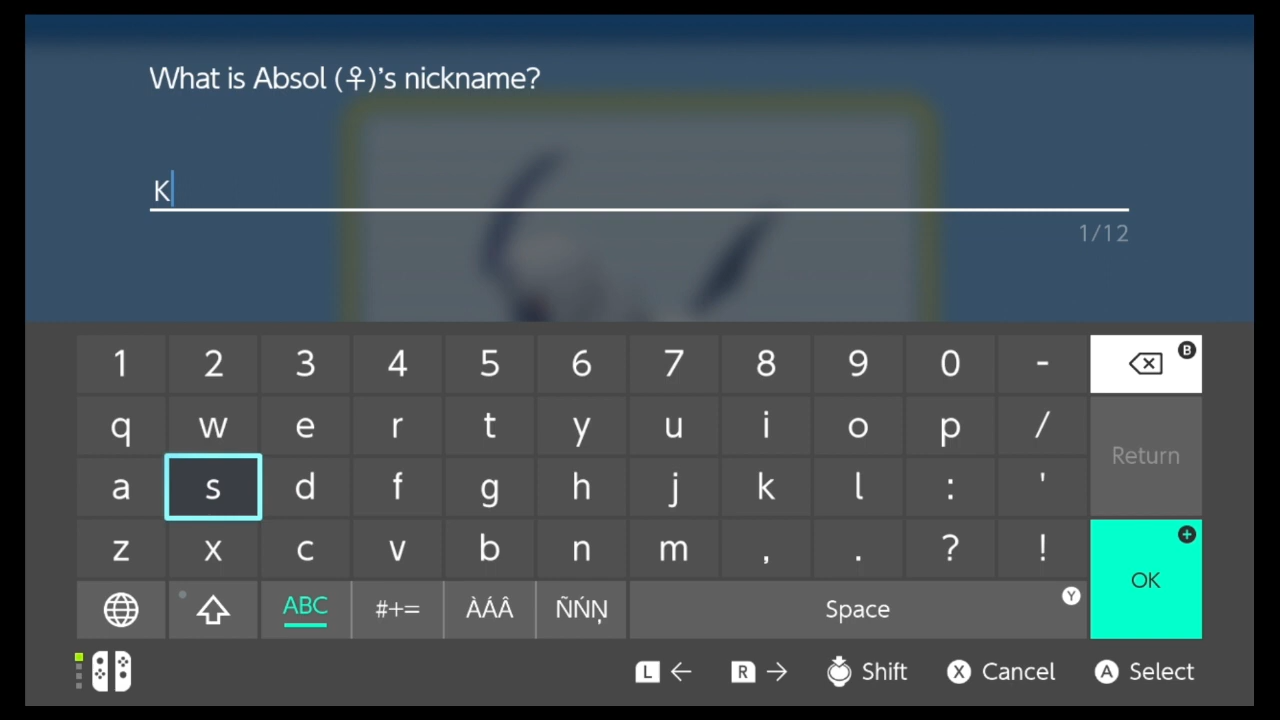 What is Absol (♀)'s nickname?
K
1/12
1 2 3 4 5 6 7 8 9 0 - B
q w e r t y u i o p / Return
a s d f g h j k l : '
z x c v b n m , . ? ! + OK
ABC #+= ÀÁÂ ÑŃŅ Space Y
L ← R → Shift X Cancel A Select